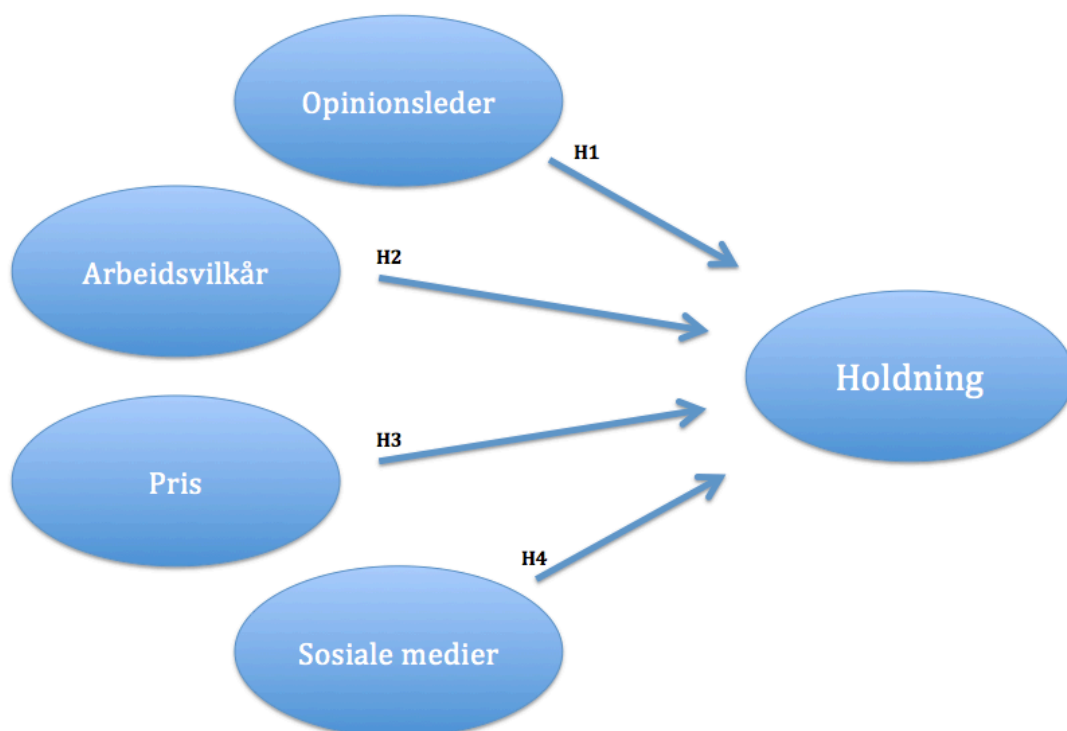 Opinionsleder
H1
Arbeidsvilkår
H2
Holdning
Pris
H3
H4
Sosiale medier